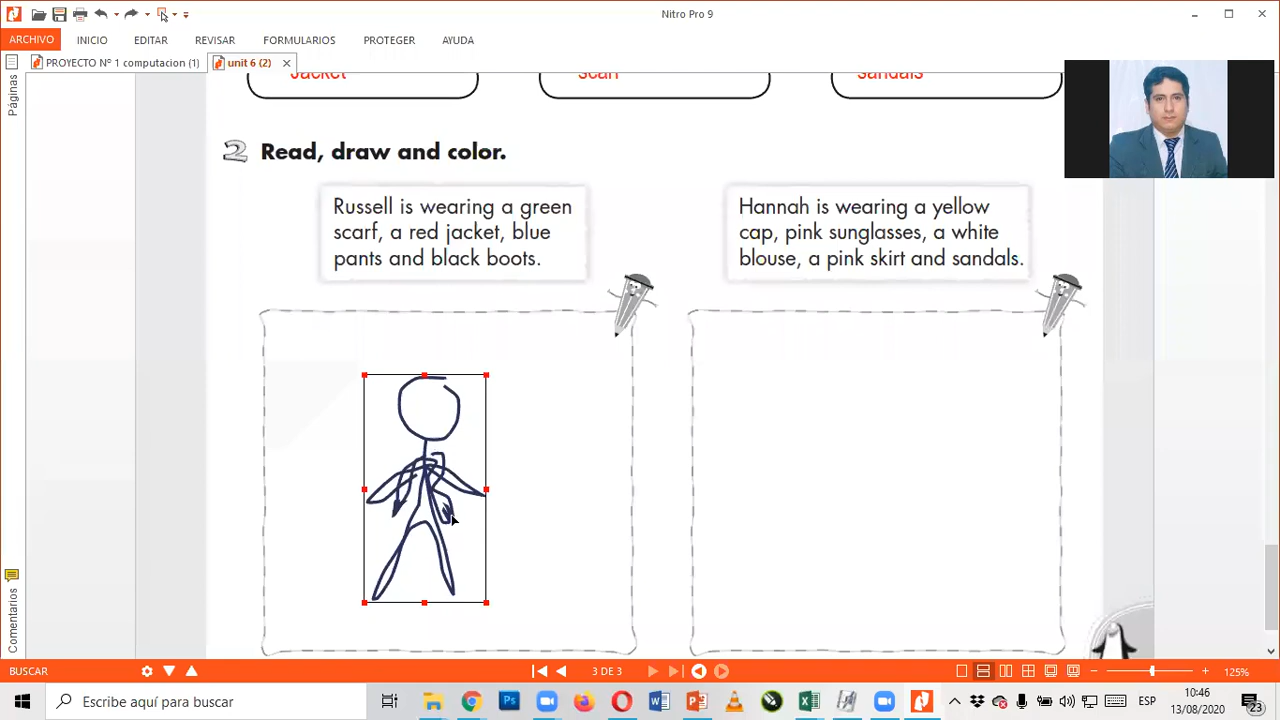 Nitro Pro 9
ARCHIVO INICIO EDITAR REVISAR FORMULARIOS PROTEGER AYUDA
PROYECTO Nº 1 computacion (1) unit 6 (2)
Páginas
Jacket scarf sandals
2 Read, draw and color.
Russell is wearing a green
scarf, a red jacket, blue
pants and black boots.
Hannah is wearing a yellow
cap, pink sunglasses, a white
blouse, a pink skirt and sandals.
Comentarios
BUSCAR 3 DE 3 125%
Escribe aquí para buscar
ESP
10:46
13/08/2020
23